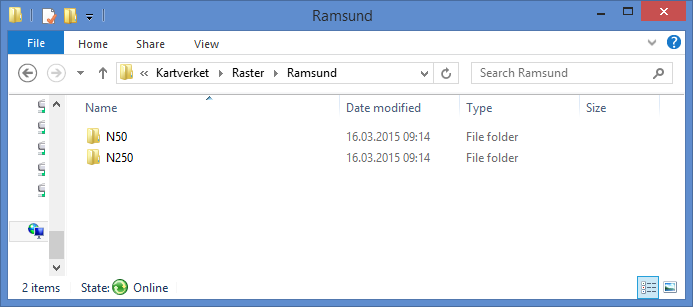 Ramsund
File Home Share View
« Kartverket Raster Ramsund Search Ramsund
Name Date modified Type Size
N50 16.03.2015 09:14 File folder
N250 16.03.2015 09:14 File folder
2 items State: Online